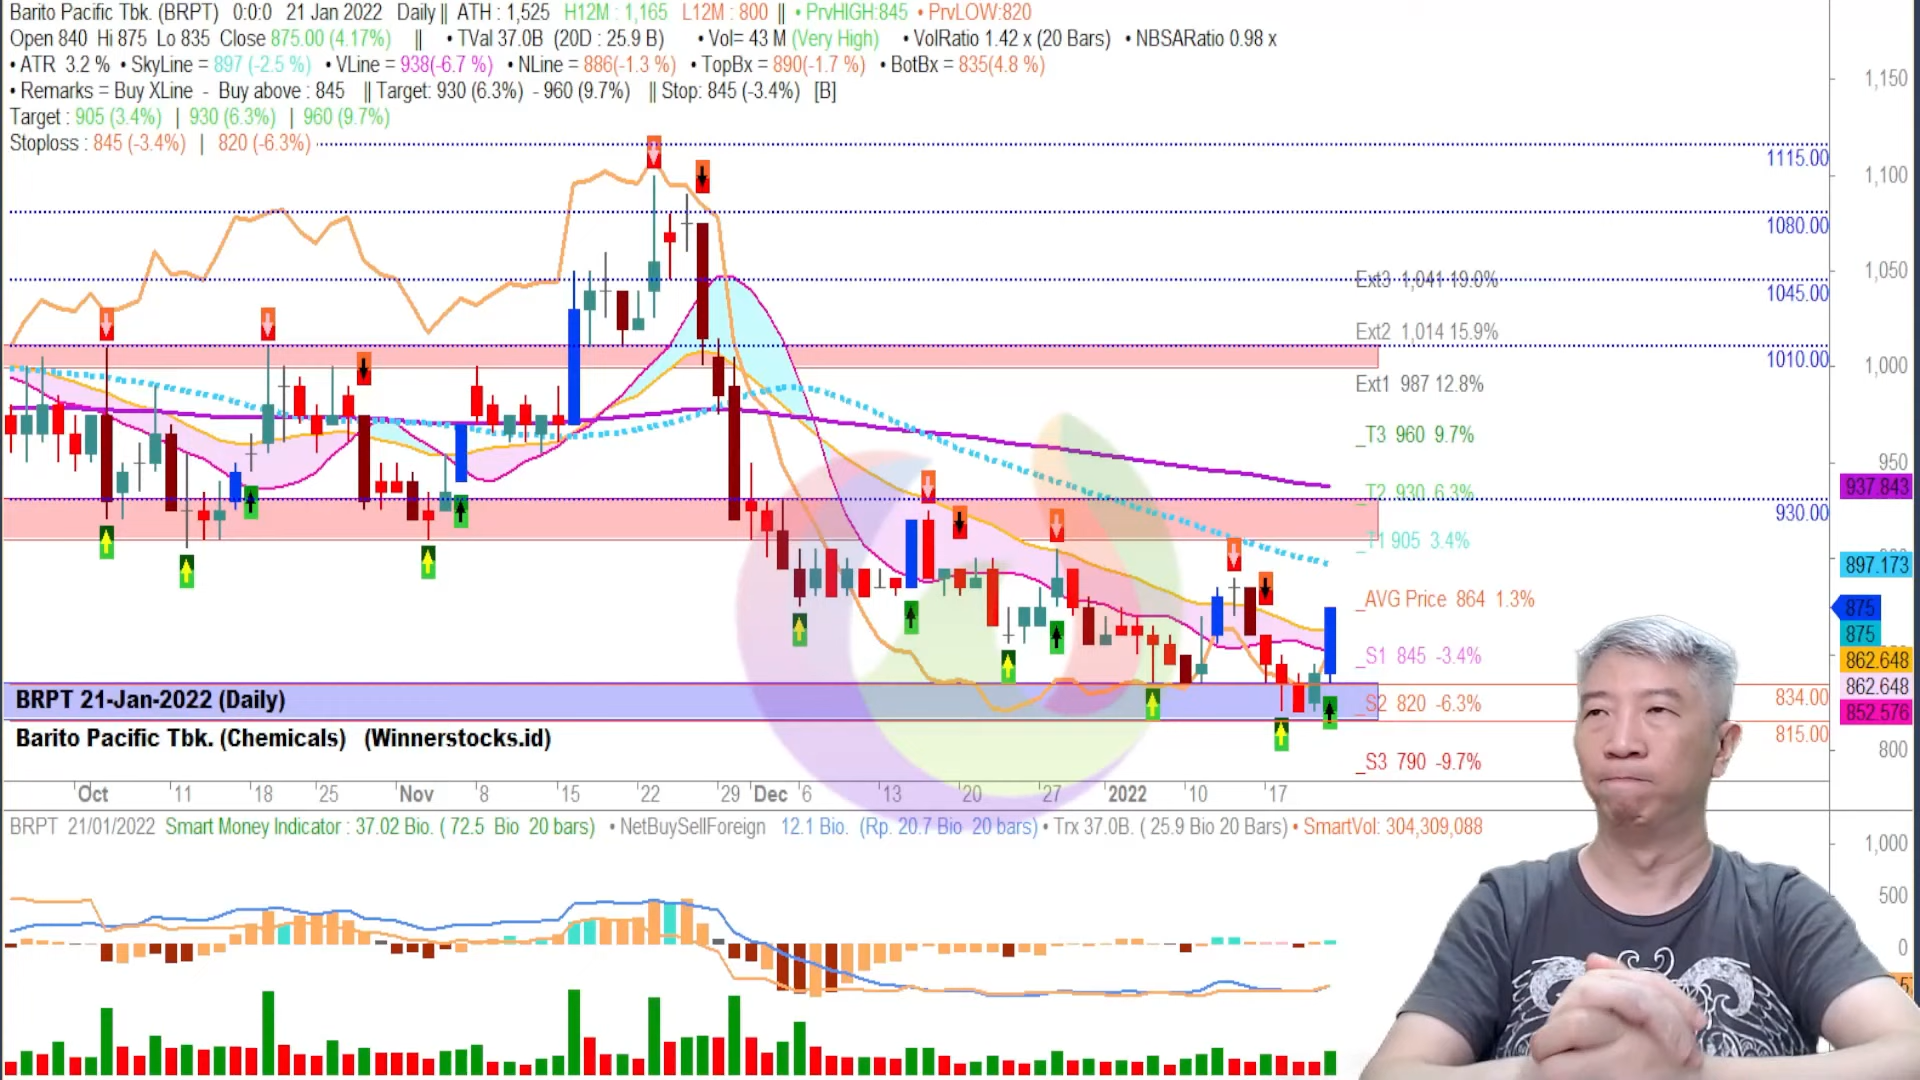 Barito Pacific Tbk. (BRPT) 0:0:0 21 Jan 2022 Daily || ATH : 1,525 H12M : 1,165 L12M : 800 || • PrvHIGH:845 • PrvLOW:820
Open 840 Hi 875 Lo 835 Close 875.00 (4.17%) || • TVal 37.0B (20D : 25.9 B) • Vol= 43 M (Very High) • VolRatio 1.42 x (20 Bars) • NBSARatio 0.98 x
• ATR 3.2 % • SkyLine = 897 (-2.5 %) • VLine = 938(-6.7 %) • NLine = 886(-1.3 %) • TopBx = 890(-1.7 %) • BotBx = 835(4.8 %)
• Remarks = Buy XLine - Buy above : 845 || Target: 930 (6.3%) - 960 (9.7%) || Stop: 845 (-3.4%) [B]
Target : 905 (3.4%) | 930 (6.3%) | 960 (9.7%)
Stoploss : 845 (-3.4%) | 820 (-6.3%)
1,150
1115.00
1,100
1080.00
1,050
Ext3 1,041 19.0%
1045.00
Ext2 1,014 15.9%
1010.00
1,000
Ext1 987 12.8%
_T3 960 9.7%
950
937.843
_T2 930 6.3%
930.00
_T1 905 3.4%
897.173
_AVG Price 864 1.3%
875
875
_S1 845 -3.4%
862.648
862.648
852.576
BRPT 21-Jan-2022 (Daily)
_S2 820 -6.3%
834.00
Barito Pacific Tbk. (Chemicals) (Winnerstocks.id)
815.00
800
_S3 790 -9.7%
Oct 11 18 25 Nov 8 15 22 29 Dec 6 13 20 27 2022 10 17
BRPT 21/01/2022 Smart Money Indicator : 37.02 Bio. ( 72.5 Bio 20 bars) • NetBuySellForeign 12.1 Bio. (Rp. 20.7 Bio 20 bars) • Trx 37.0B. ( 25.9 Bio 20 Bars) • SmartVol: 304,309,088
1,000
500
0